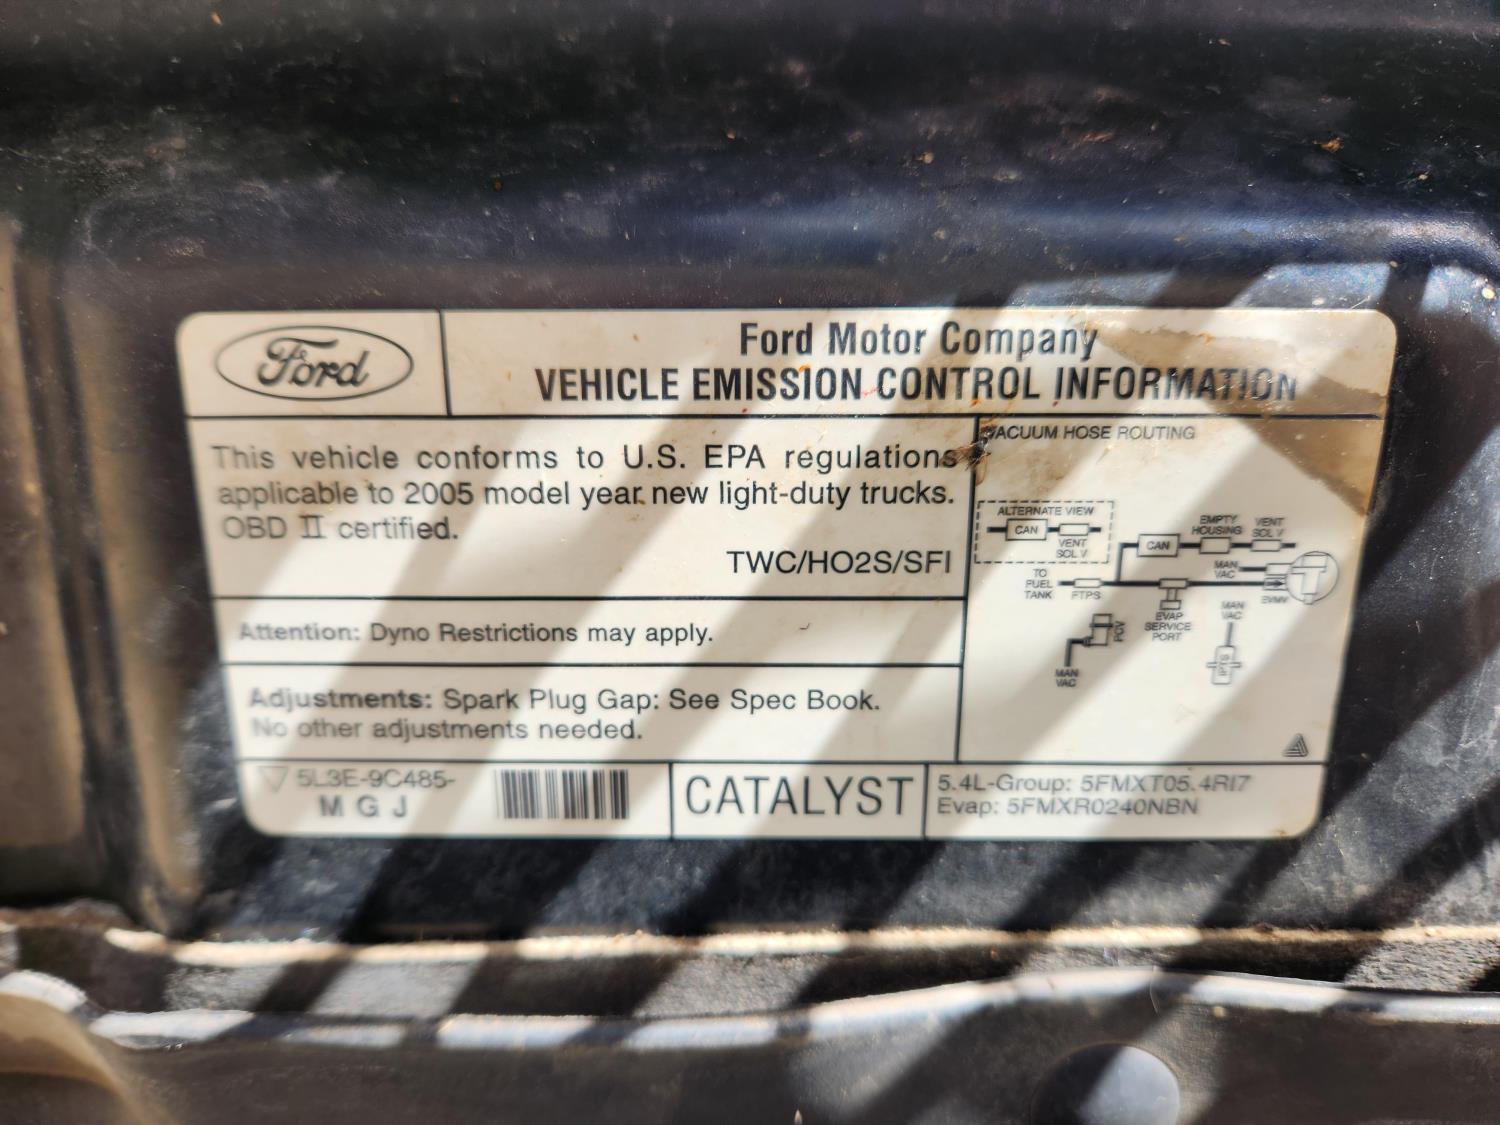 Ford
Ford Motor Company
VEHICLE EMISSION CONTROL INFORMATION
This vehicle conforms to U.S. EPA regulations
applicable to 2005 model year new light-duty trucks.
OBD II certified.
TWC/HO2S/SFI
Attention: Dyno Restrictions may apply.
Adjustments: Spark Plug Gap: See Spec Book.
No other adjustments needed.
5L3E-9C485-
M G J
CATALYST
VACUUM HOSE ROUTING
ALTERNATE VIEW
CAN
VENT
SOL V
EMPTY
HOUSING
VENT
SOL V
CAN
MAN
VAC
TO
FUEL
TANK
FTPS
EVMV
EVAP
SERVICE
PORT
MAN
VAC
PCV
MAN
VAC
5.4L-Group: 5FMXT05.4RI7
Evap: 5FMXR0240NBN